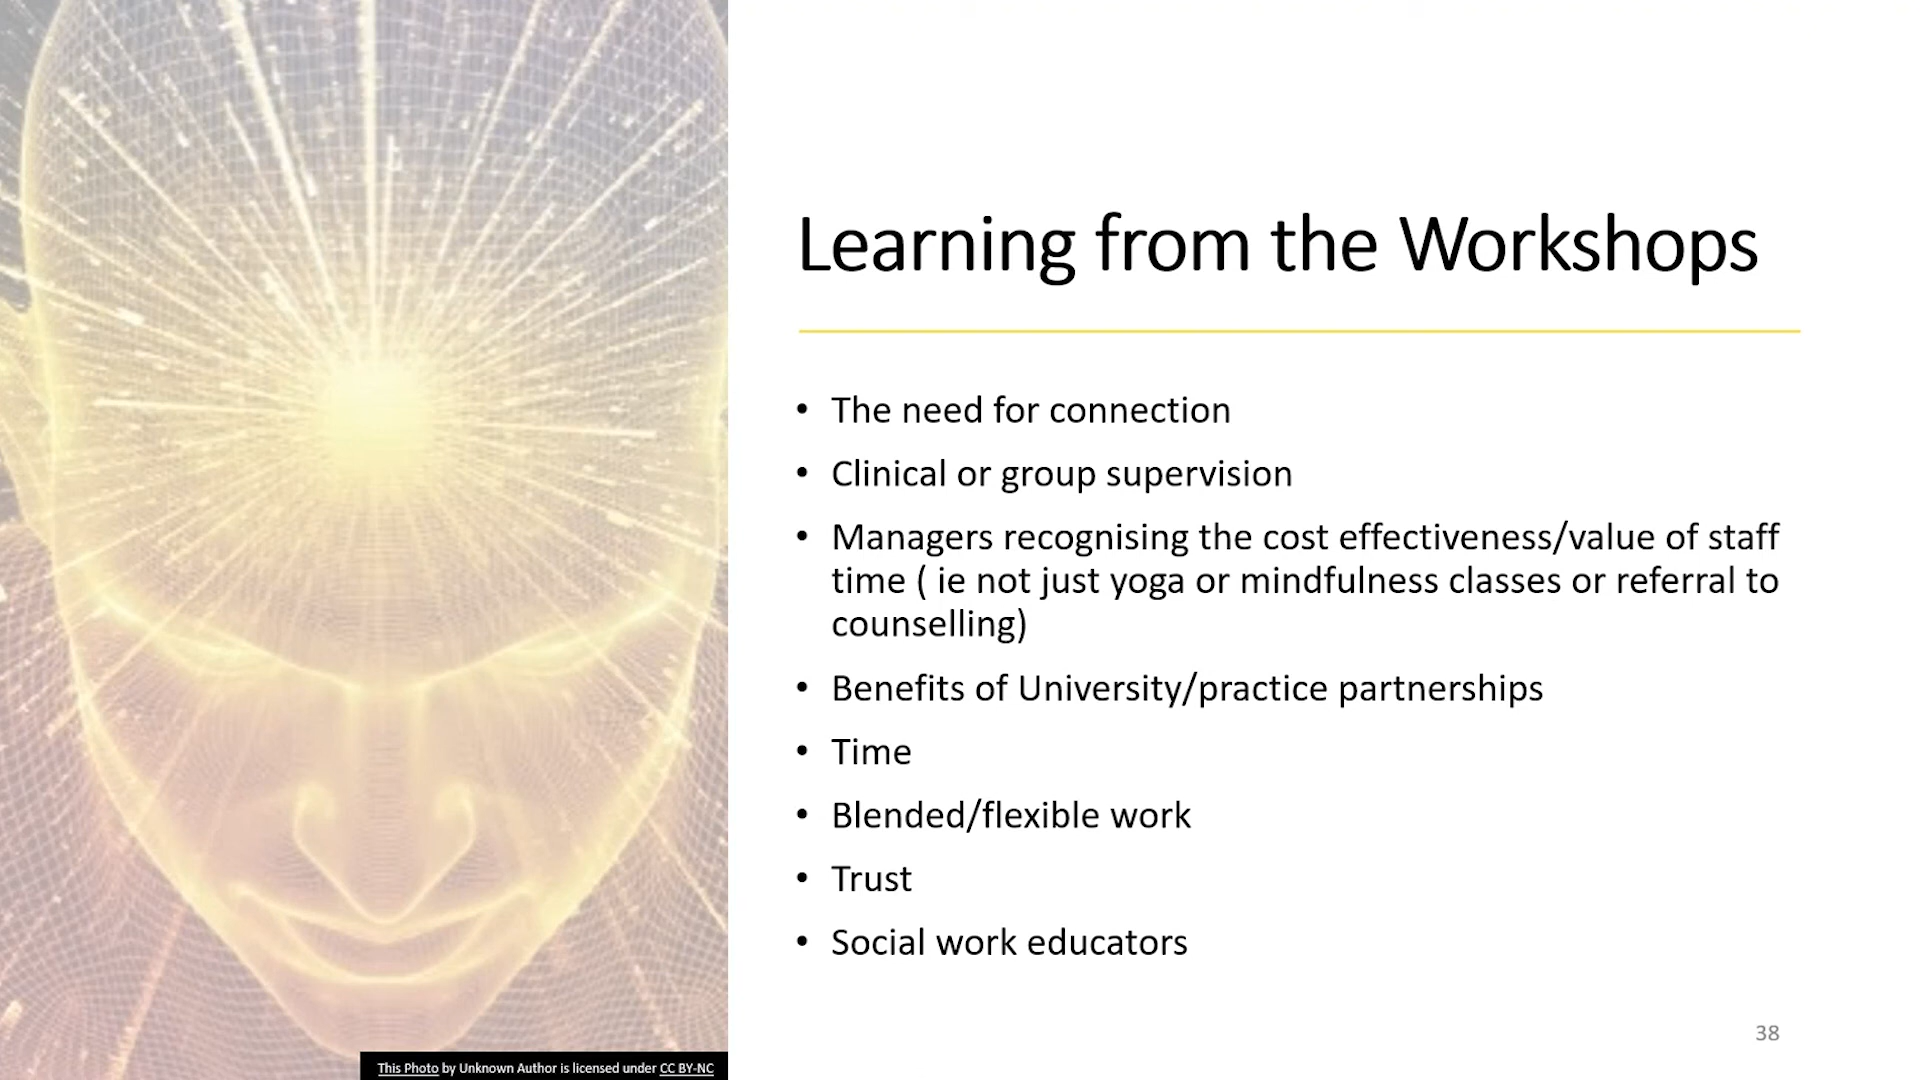 Learning from the Workshops
• The need for connection
• Clinical or group supervision
• Managers recognising the cost effectiveness/value of staff
time ( ie not just yoga or mindfulness classes or referral to
counselling)
• Benefits of University/practice partnerships
• Time
• Blended/flexible work
• Trust
• Social work educators
38
This Photo by Unknown Author is licensed under CC BY-NC